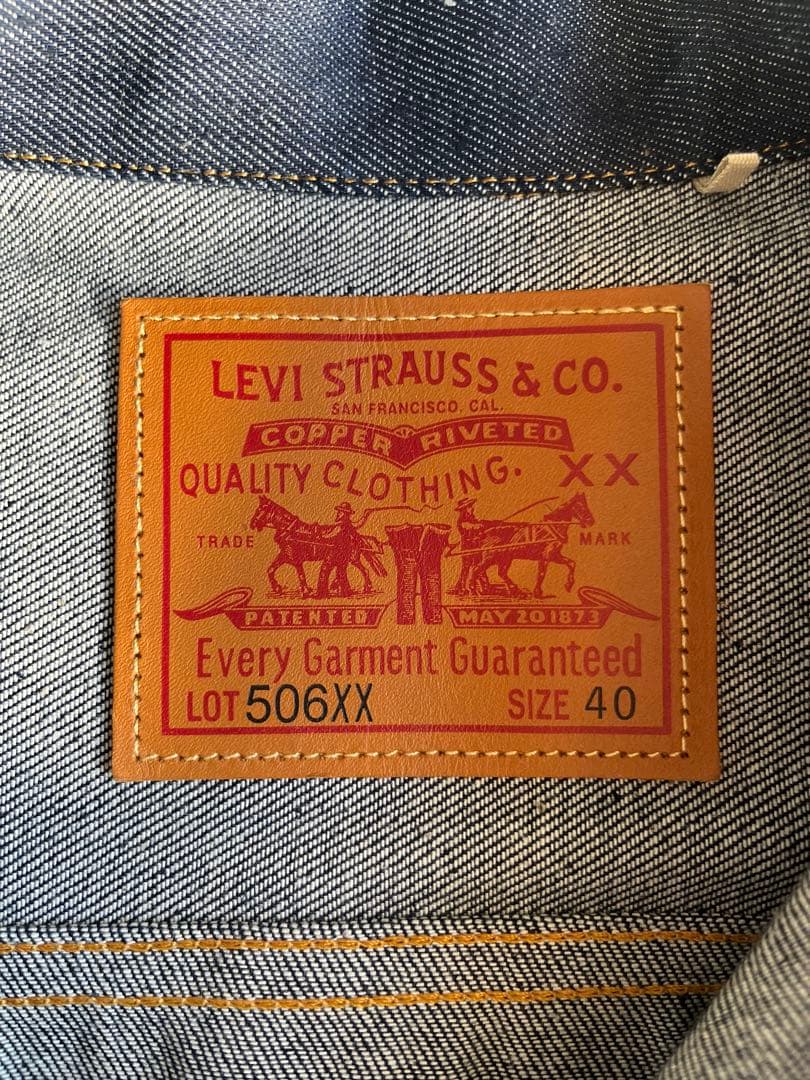 LEVI STRAUSS & CO.
SAN FRANCISCO, CAL.
COPPER RIVETED
QUALITY CLOTHING. XX
TRADE MARK
PATENTED MAY 20 1873
Every Garment Guaranteed
LOT 506XX SIZE 40